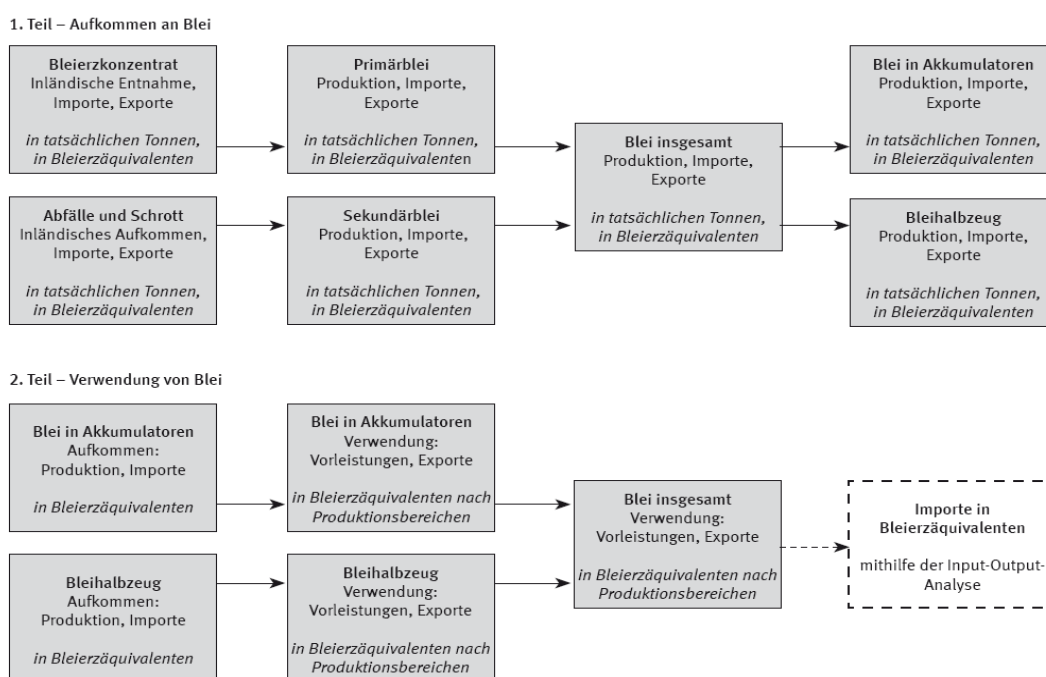 1. Teil – Aufkommen an Blei
Bleierzkonzentrat
Inländische Entnahme,
Importe, Exporte
in tatsächlichen Tonnen,
in Bleierzäquivalenten
Primärblei
Produktion, Importe,
Exporte
in tatsächlichen Tonnen,
in Bleierzäquivalenten
Blei insgesamt
Produktion, Importe,
Exporte
in tatsächlichen Tonnen,
in Bleierzäquivalenten
Blei in Akkumulatoren
Produktion, Importe,
Exporte
in tatsächlichen Tonnen,
in Bleierzäquivalenten
Abfälle und Schrott
Inländisches Aufkommen,
Importe, Exporte
in tatsächlichen Tonnen,
in Bleierzäquivalenten
Sekundärblei
Produktion, Importe,
Exporte
in tatsächlichen Tonnen,
in Bleierzäquivalenten
Bleihalbzeug
Produktion, Importe,
Exporte
in tatsächlichen Tonnen,
in Bleierzäquivalenten
2. Teil – Verwendung von Blei
Blei in Akkumulatoren
Aufkommen:
Produktion, Importe
in Bleierzäquivalenten
Blei in Akkumulatoren
Verwendung:
Vorleistungen, Exporte
in Bleierzäquivalenten nach
Produktionsbereichen
Blei insgesamt
Verwendung:
Vorleistungen, Exporte
in Bleierzäquivalenten nach
Produktionsbereichen
Importe in
Bleierzäquivalenten
mithilfe der Input-Output-
Analyse
Bleihalbzeug
Aufkommen:
Produktion, Importe
in Bleierzäquivalenten
Bleihalbzeug
Verwendung:
Vorleistungen, Exporte
in Bleierzäquivalenten nach
Produktionsbereichen